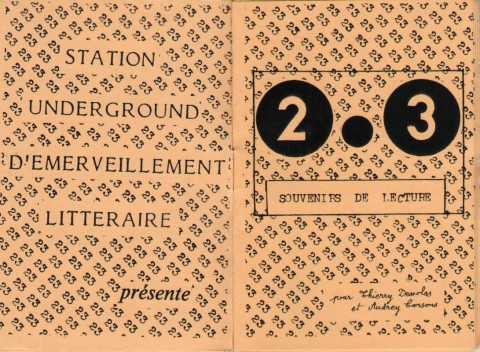 STATION
UNDERGROUND
D'EMERVEILLEMENT
LITTERAIRE
présente
2.3
SOUVENIRS DE LECTURE
pour Thierry
et Audrey